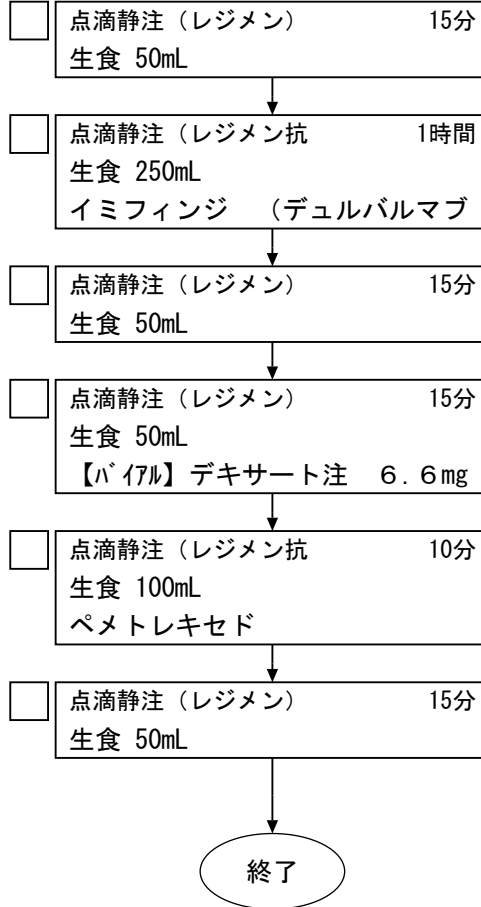 点滴静注（レジメン） 15分
生食 50mL
点滴静注（レジメン抗 1時間
生食 250mL
イミフィンジ （デュルバルマブ
点滴静注（レジメン） 15分
生食 50mL
点滴静注（レジメン） 15分
生食 50mL
【ﾊﾞｲｱﾙ】デキサート注 ６.６mg
点滴静注（レジメン抗 10分
生食 100mL
ペメトレキセド
点滴静注（レジメン） 15分
生食 50mL
終了